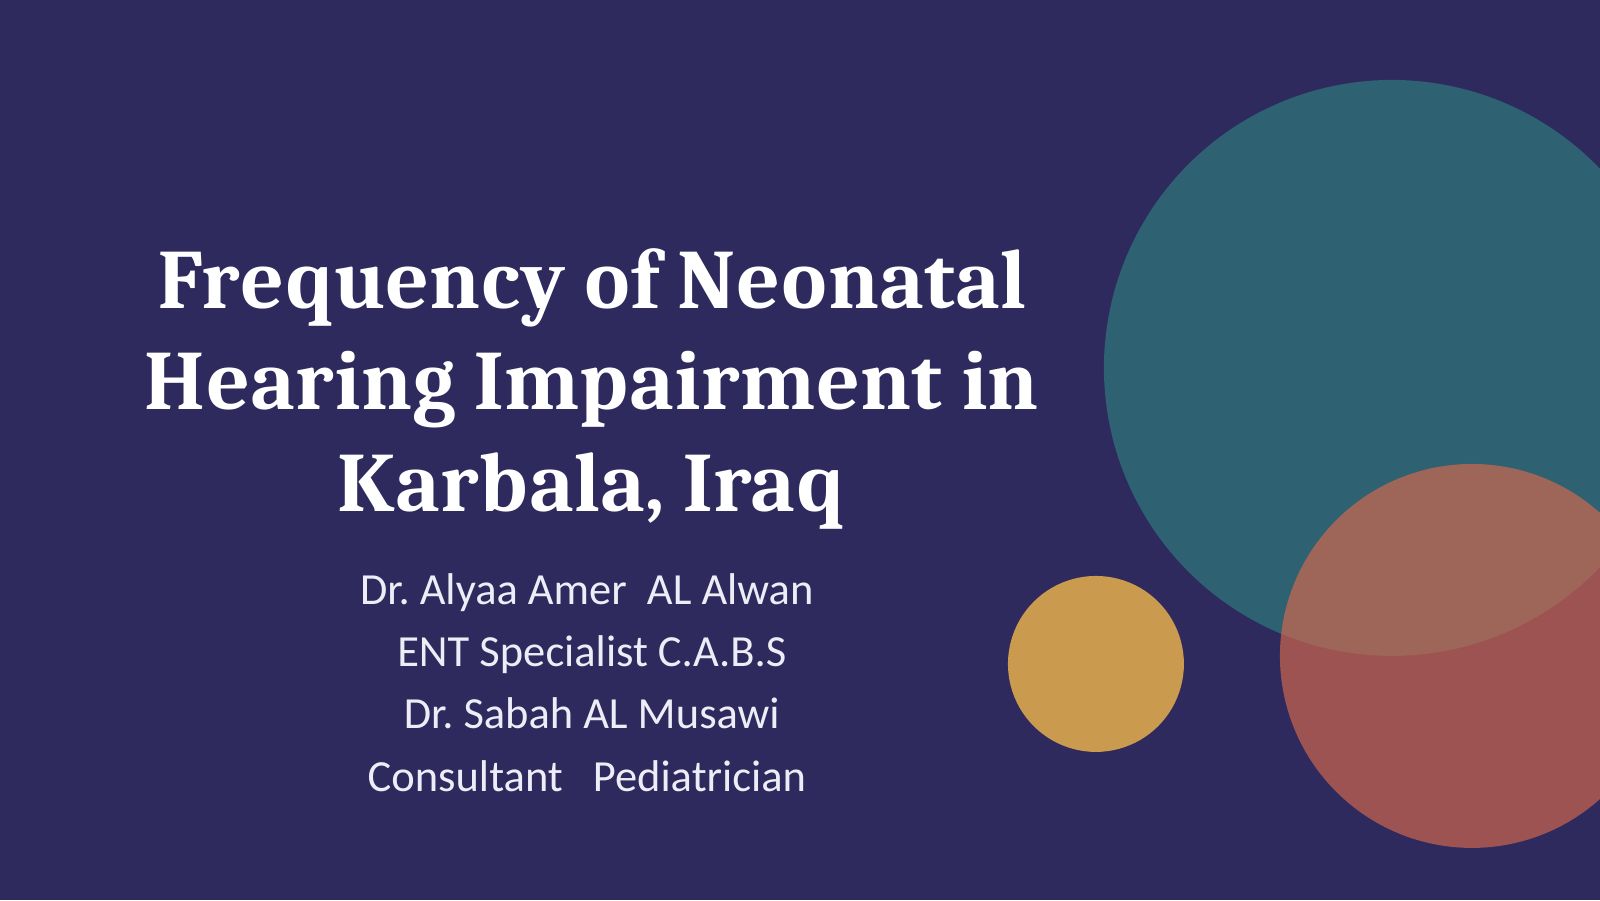 Frequency of Neonatal
Hearing Impairment in
Karbala, Iraq
Dr. Alyaa Amer  AL Alwan
ENT Specialist C.A.B.S
Dr. Sabah AL Musawi
Consultant   Pediatrician